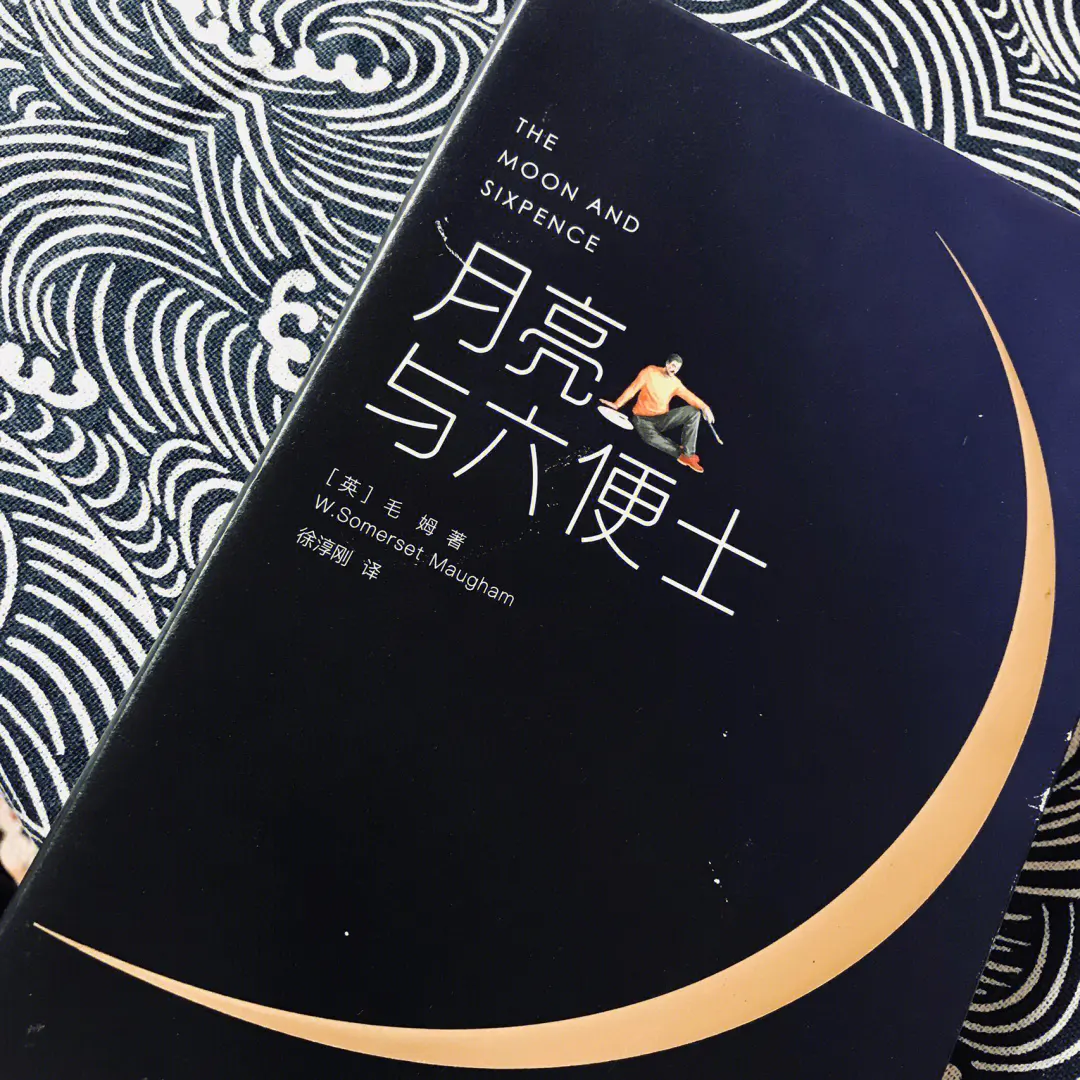 THE
MOON AND
SIXPENCE
月亮
与六便士
[英] 毛 姆 著
W.Somerset Maugham
徐淳刚 译